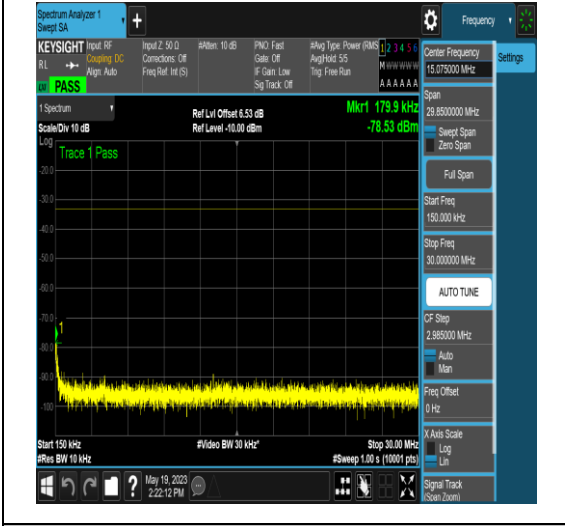 Spectrum Analyzer 1
Swept SA
Frequency
KEYSIGHT
RL
PASS
Input: RF
Coupling: DC
Align: Auto
Input Z: 50 Ω
Corrections: Off
Freq Ref: Int (S)
#Atten: 10 dB
PNO: Fast
Gate: Off
IF Gain: Low
Sig Track: Off
#Avg Type: Power (RMS
Avg|Hold: 5/5
Trig: Free Run
1 2 3 4 5 6
M W W W W W
A A A A A A
1 Spectrum
Scale/Div 10 dB
Ref Lvl Offset 6.53 dB
Ref Level -10.00 dBm
Mkr1 179.9 kHz
-78.53 dBm
Log
Trace 1 Pass
-20.0
-30.0
-40.0
-50.0
-60.0
-70.0
-80.0
-90.0
-100
1
Start 150 kHz
#Res BW 10 kHz
#Video BW 30 kHz*
Stop 30.00 MHz
#Sweep 1.00 s (10001 pts)
May 19, 2023
2:22:12 PM
Center Frequency
15.075000 MHz
Settings
Span
29.8500000 MHz
Swept Span
Zero Span
Full Span
Start Freq
150.000 kHz
Stop Freq
30.000000 MHz
AUTO TUNE
CF Step
2.985000 MHz
Auto
Man
Freq Offset
0 Hz
X Axis Scale
Log
Lin
Signal Track
(Span Zoom)